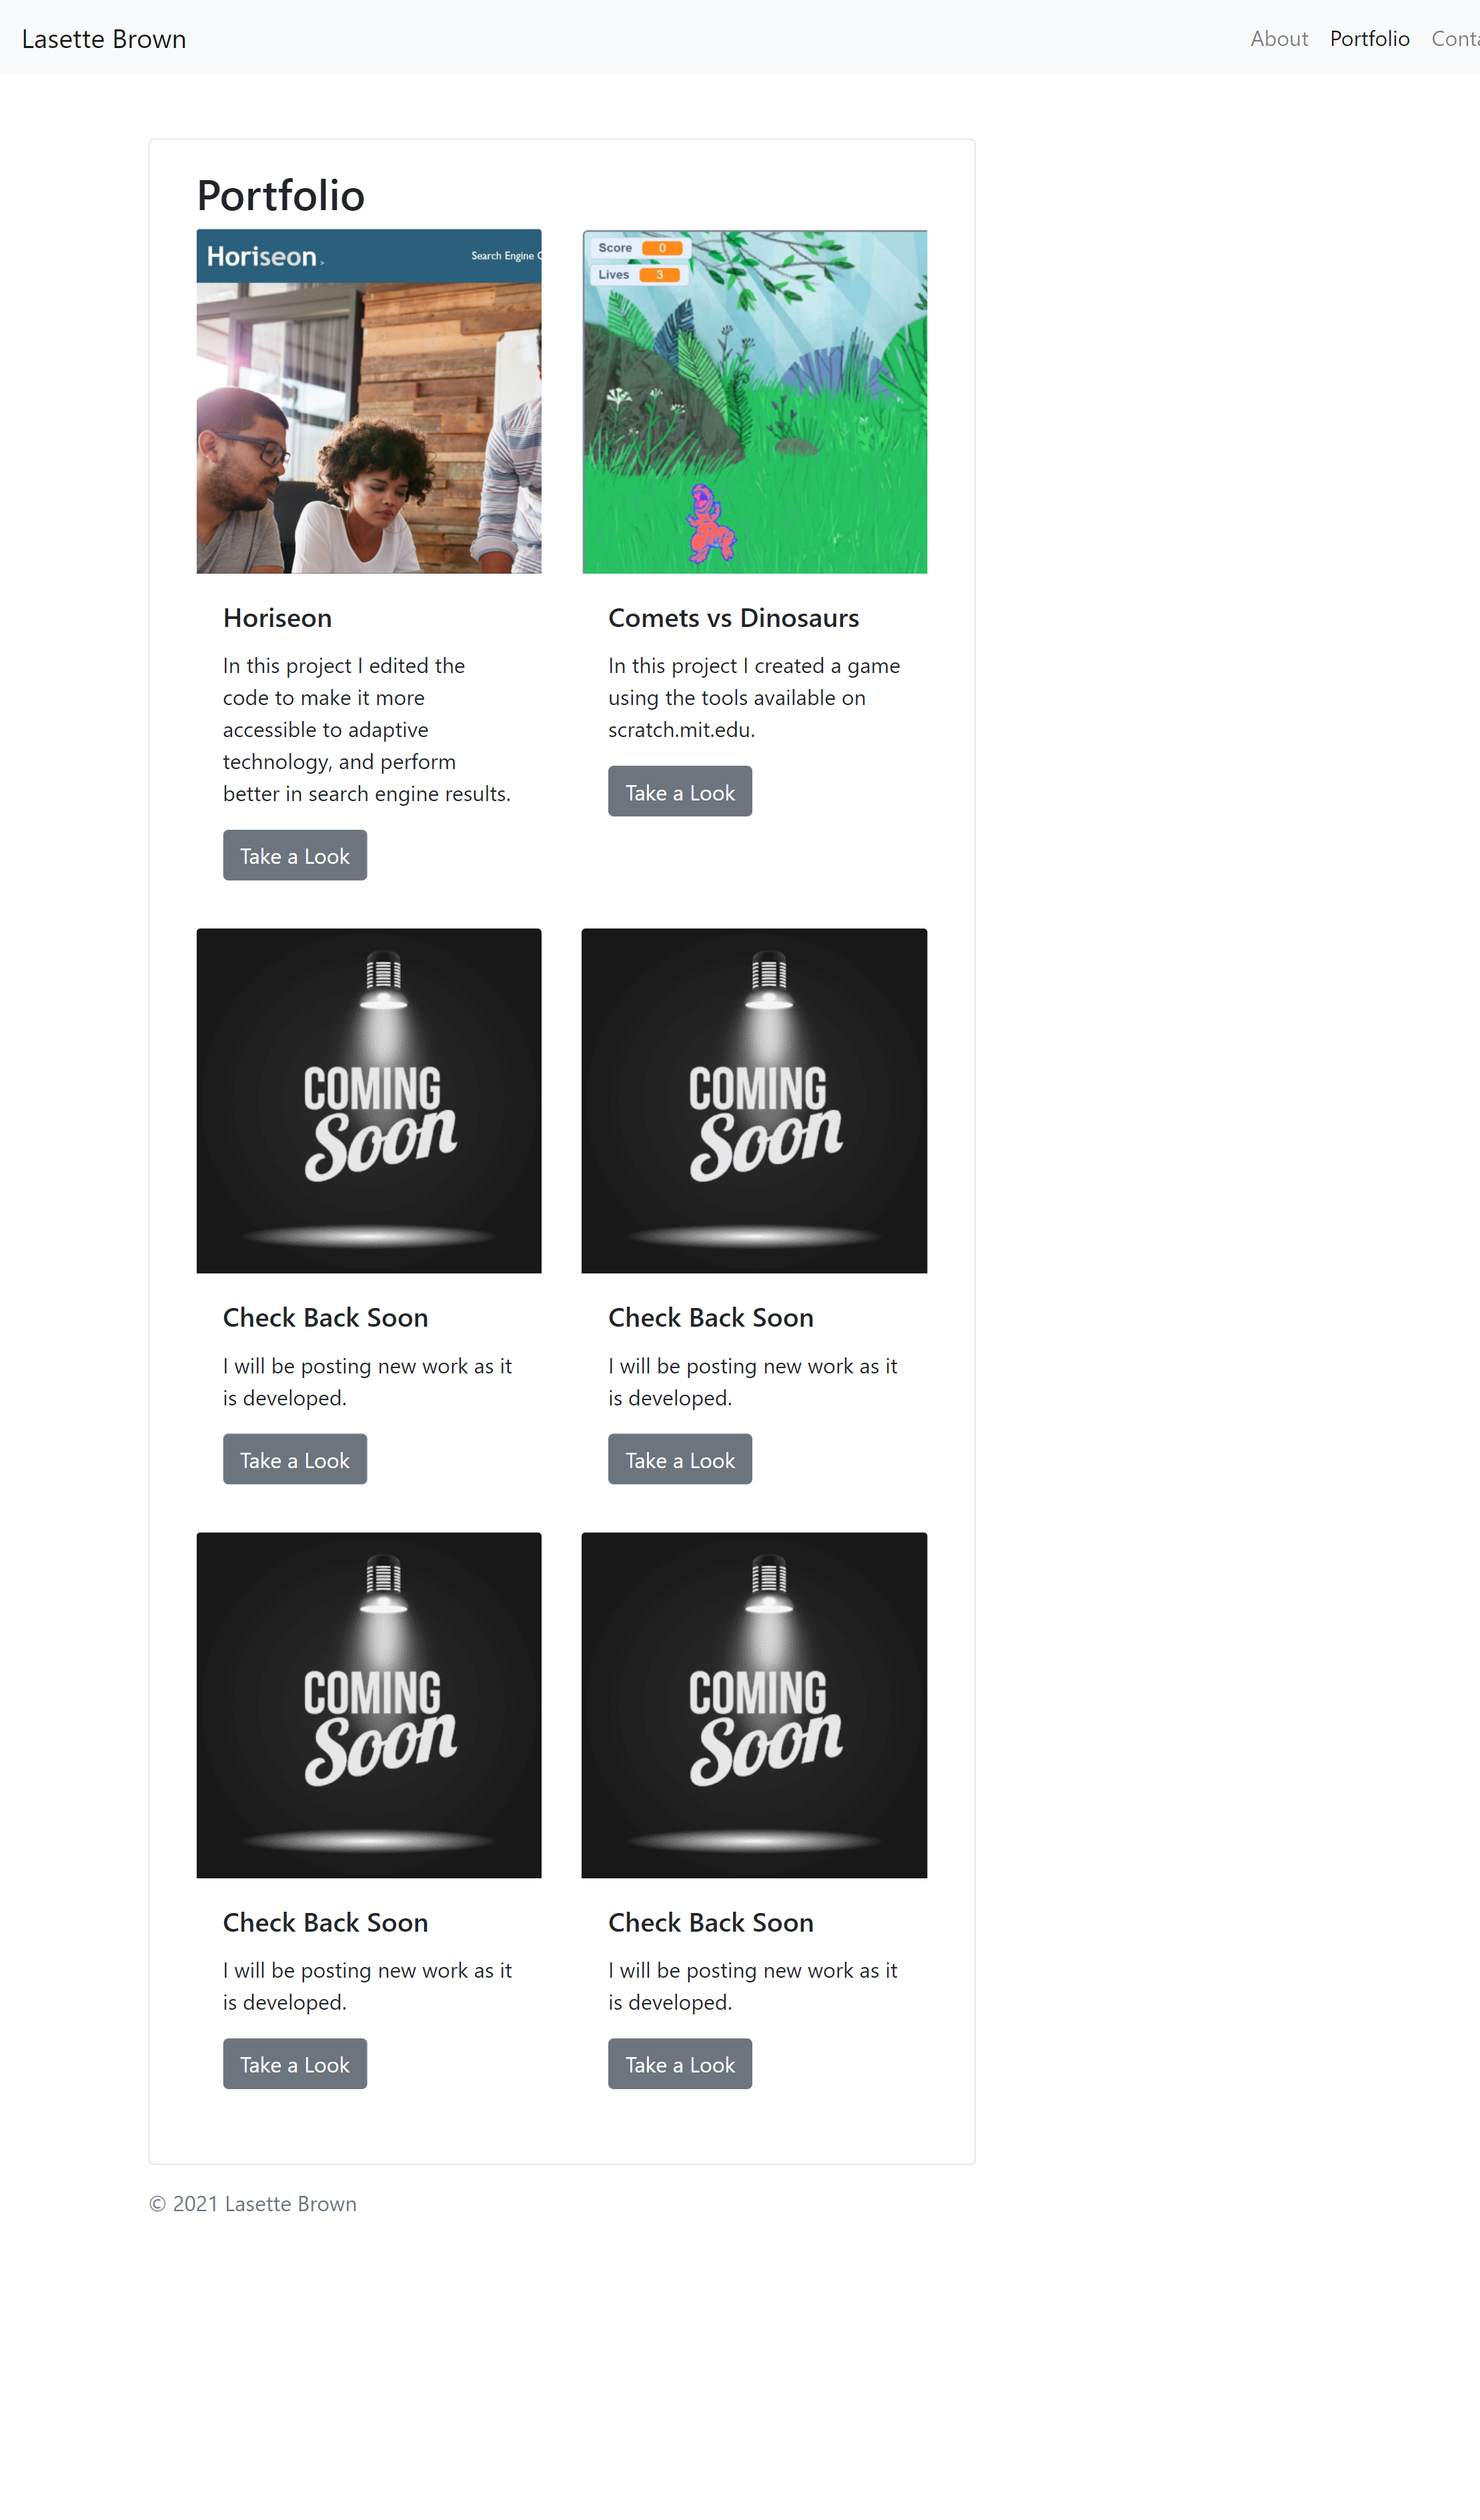 Lasette Brown
About Portfolio
Portfolio
Horiseon
Search Engine
Score 0
Lives 3
Horiseon
In this project I edited the
code to make it more
accessible to adaptive
technology, and perform
better in search engine results.
Take a Look
Comets vs Dinosaurs
In this project I created a game
using the tools available on
scratch.mit.edu.
Take a Look
COMING
Soon
COMING
Soon
Check Back Soon
I will be posting new work as it
is developed.
Take a Look
Check Back Soon
I will be posting new work as it
is developed.
Take a Look
COMING
Soon
COMING
Soon
Check Back Soon
I will be posting new work as it
is developed.
Take a Look
Check Back Soon
I will be posting new work as it
is developed.
Take a Look
© 2021 Lasette Brown